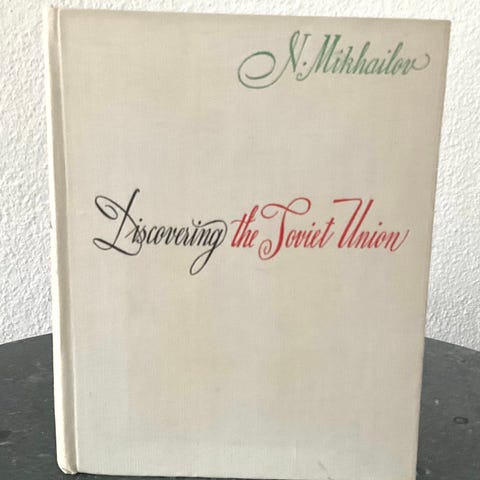 N. Mikhailov
Discovering the Soviet Union